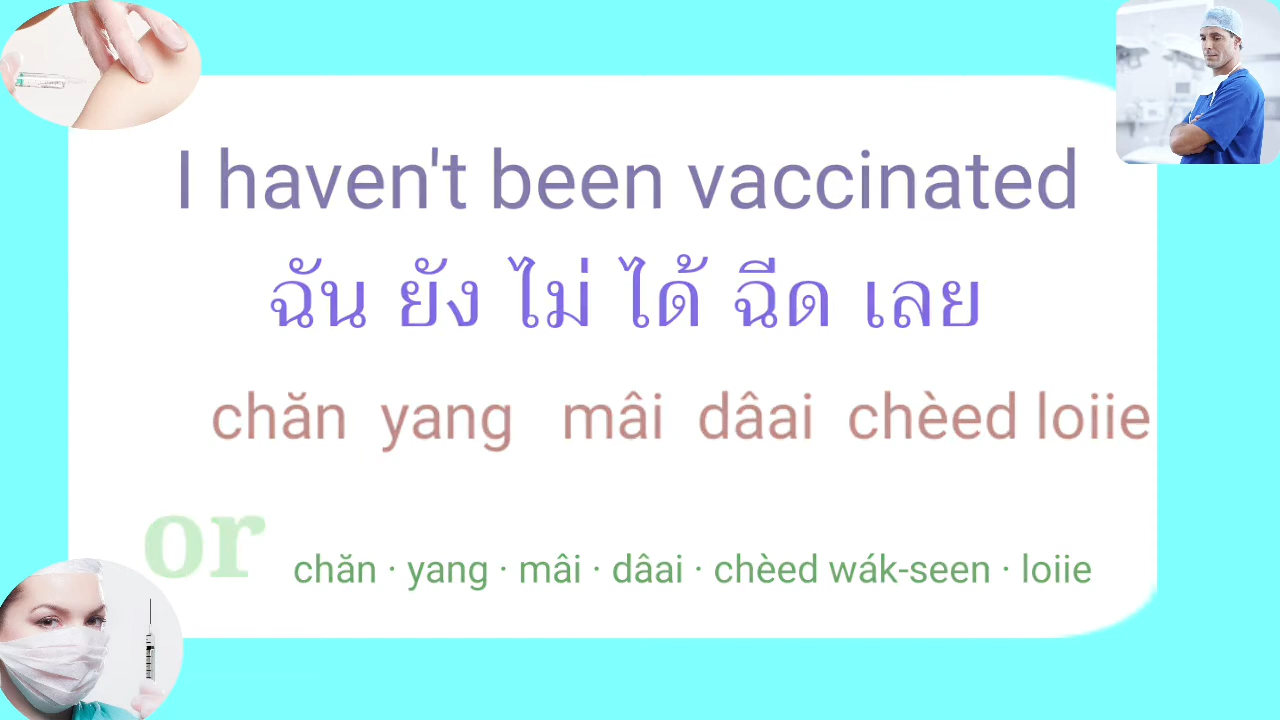 I haven't been vaccinated
ฉัน ยัง ไม่ ได้ ฉีด เลย
chăn yang mâi dâai chèed loiie
or
chăn · yang · mâi · dâai · chèed wák-seen · loiie